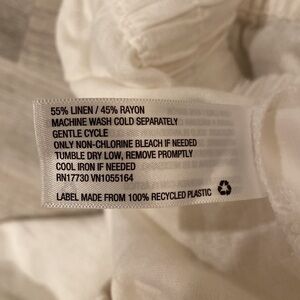 55% LINEN / 45% RAYON
MACHINE WASH COLD SEPARATELY
GENTLE CYCLE
ONLY NON-CHLORINE BLEACH IF NEEDED
TUMBLE DRY LOW, REMOVE PROMPTLY
COOL IRON IF NEEDED
RN17730 VN1055164
LABEL MADE FROM 100% RECYCLED PLASTIC